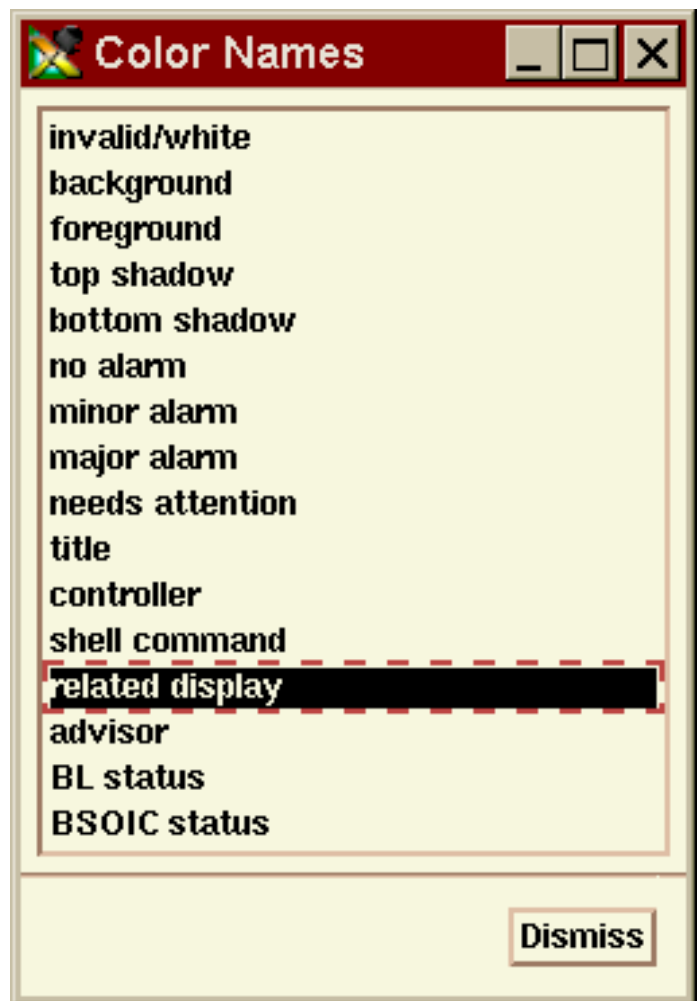 Color Names
invalid/white
background
foreground
top shadow
bottom shadow
no alarm
minor alarm
major alarm
needs attention
title
controller
shell command
related display
advisor
BL status
BSOIC status
Dismiss